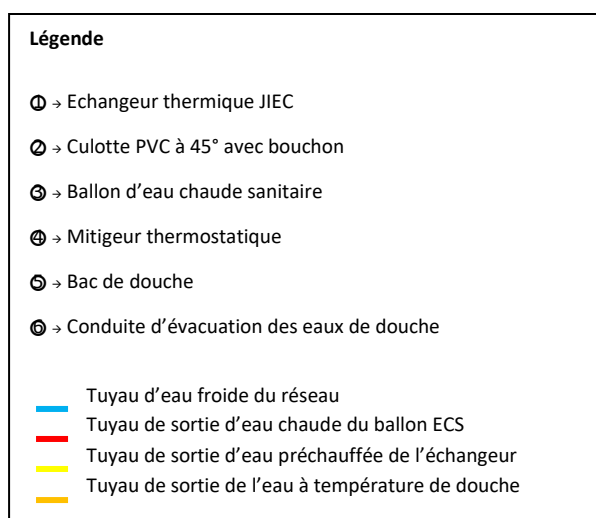 Légende
① → Echangeur thermique JIEC
② → Culotte PVC à 45° avec bouchon
③ → Ballon d’eau chaude sanitaire
④ → Mitigeur thermostatique
⑤ → Bac de douche
⑥ → Conduite d’évacuation des eaux de douche
Tuyau d’eau froide du réseau
Tuyau de sortie d’eau chaude du ballon ECS
Tuyau de sortie d’eau préchauffée de l’échangeur
Tuyau de sortie de l’eau à température de douche